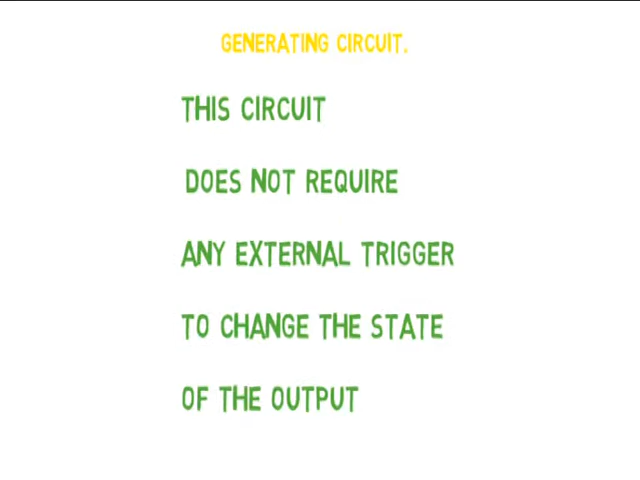 GENERATING CIRCUIT.
THIS CIRCUIT
DOES NOT REQUIRE
ANY EXTERNAL TRIGGER
TO CHANGE THE STATE
OF THE OUTPUT